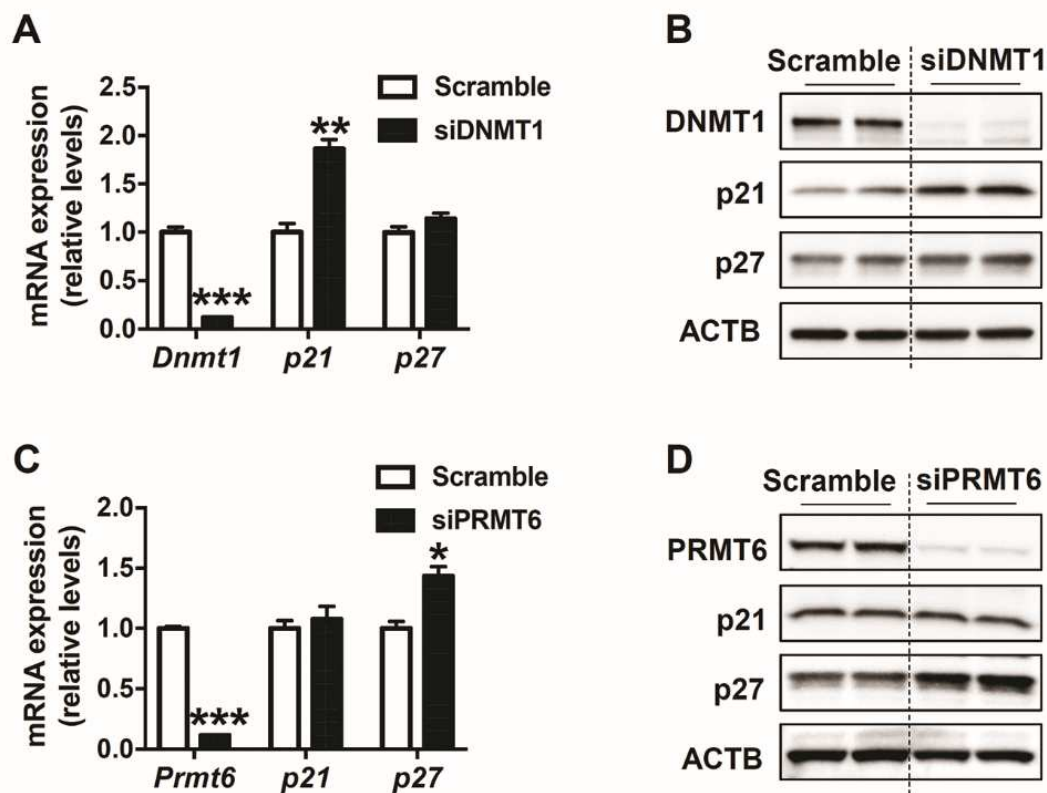 A
Scramble
siDNMT1
mRNA expression
(relative levels)
2.5
2.0
1.5
1.0
0.5
0.0
**
***
Dnmt1 p21 p27
B
Scramble siDNMT1
DNMT1
p21
p27
ACTB
C
Scramble
siPRMT6
mRNA expression
(relative levels)
2.0
1.5
1.0
0.5
0.0
*
***
Prmt6 p21 p27
D
Scramble siPRMT6
PRMT6
p21
p27
ACTB